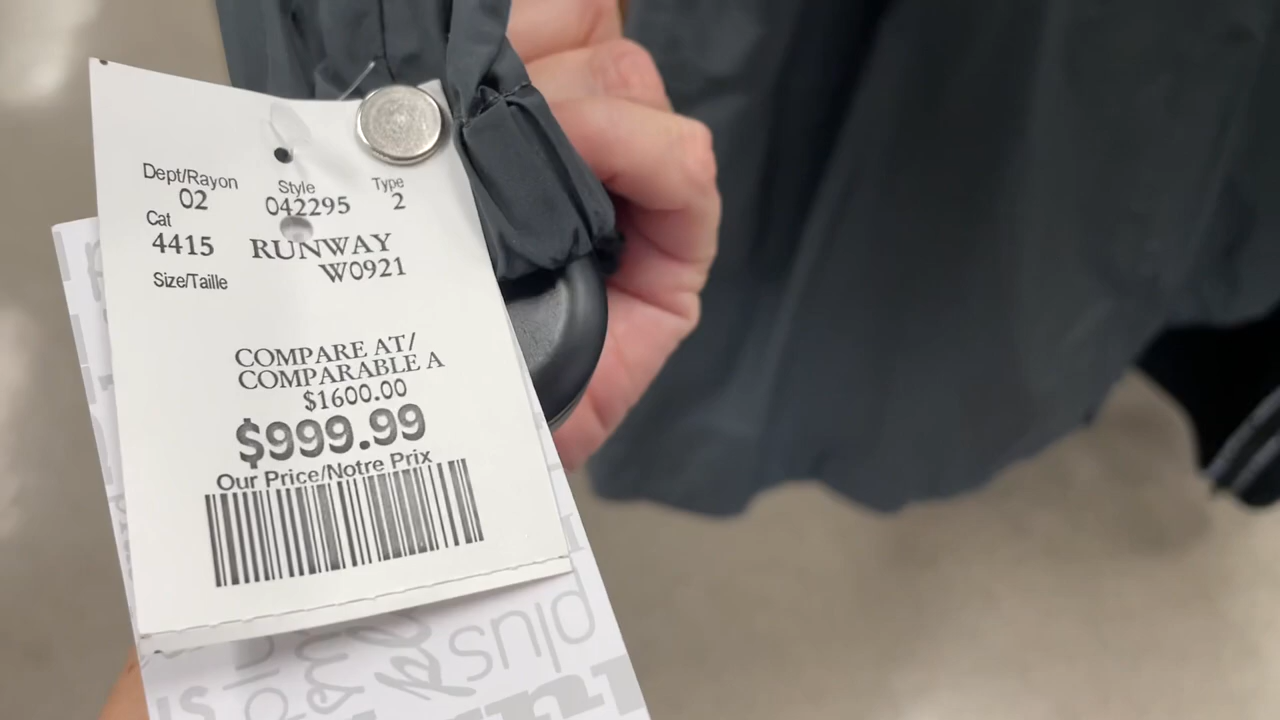 Dept/Rayon Style Type
02 042295 2
Cat
4415 RUNWAY
W0921
Size/Taille
COMPARE AT/
COMPARABLE A
$1600.00
$999.99
Our Price/Notre Prix
plus